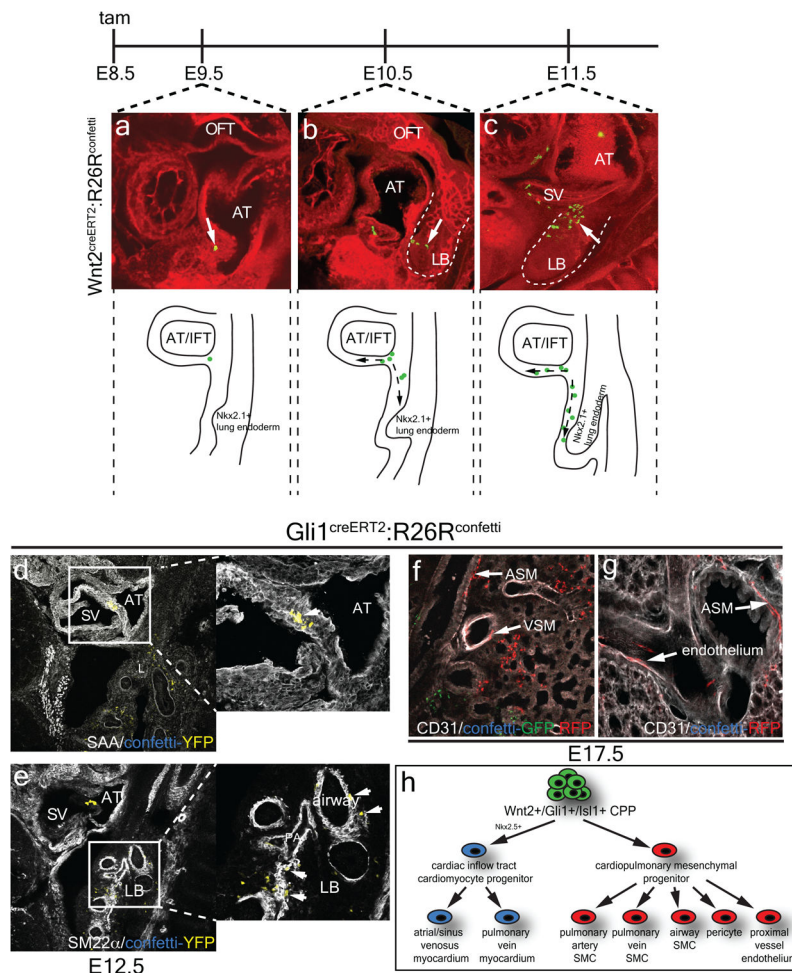 tam
E8.5 E9.5 E10.5 E11.5
Wnt2creERT2:R26Rconfetti
a OFT AT
b OFT AT LB
c AT SV LB
AT/IFT
Nkx2.1+
lung endoderm
AT/IFT
Nkx2.1+
lung endoderm
AT/IFT
Nkx2.1+
lung endoderm
Gli1creERT2:R26Rconfetti
d SV AT L
SAA/confetti-YFP
AT
e SV AT LB
SM22α/confetti-YFP
airway
PA
LB
E12.5
f ASM
VSM
CD31/confetti-GFP-RFP
g ASM
endothelium
CD31/confetti-RFP
E17.5
h
Wnt2+/Gli1+/Isl1+ CPP
Nkx2.5+
cardiac inflow tract
cardiomyocyte progenitor
cardiopulmonary mesenchymal
progenitor
atrial/sinus
venosus
myocardium
pulmonary
vein
myocardium
pulmonary
artery
SMC
pulmonary
vein
SMC
airway
SMC
pericyte
proximal
vessel
endothelium